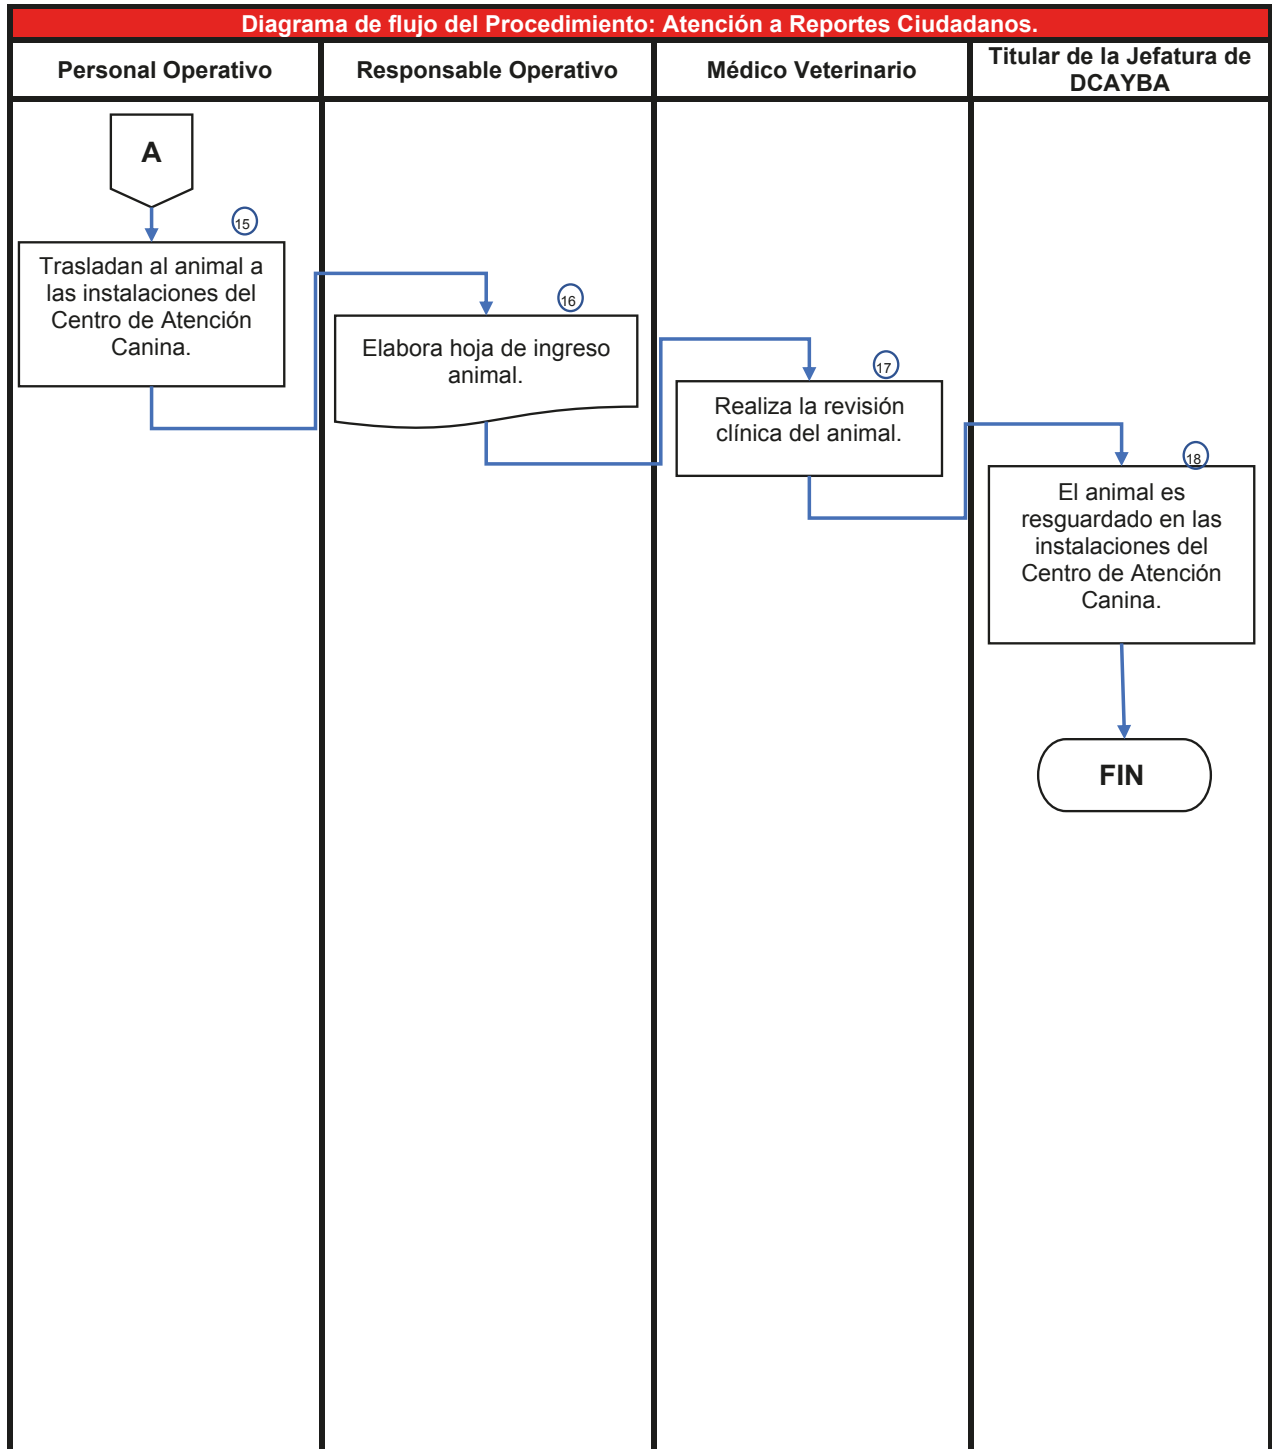 Diagrama de flujo del Procedimiento: Atención a Reportes Ciudadanos.
Personal Operativo
Responsable Operativo
Médico Veterinario
Titular de la Jefatura de
DCAYBA
A
15
Trasladan al animal a
las instalaciones del
Centro de Atención
Canina.
16
Elabora hoja de ingreso
animal.
17
Realiza la revisión
clínica del animal.
18
El animal es
resguardado en las
instalaciones del
Centro de Atención
Canina.
FIN